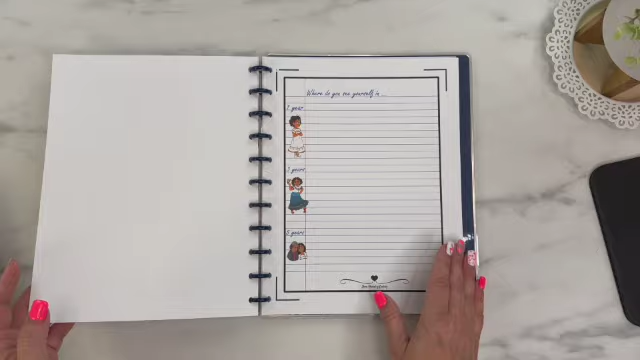 Where do you see yourself in ...
1 year
3 years
5 years